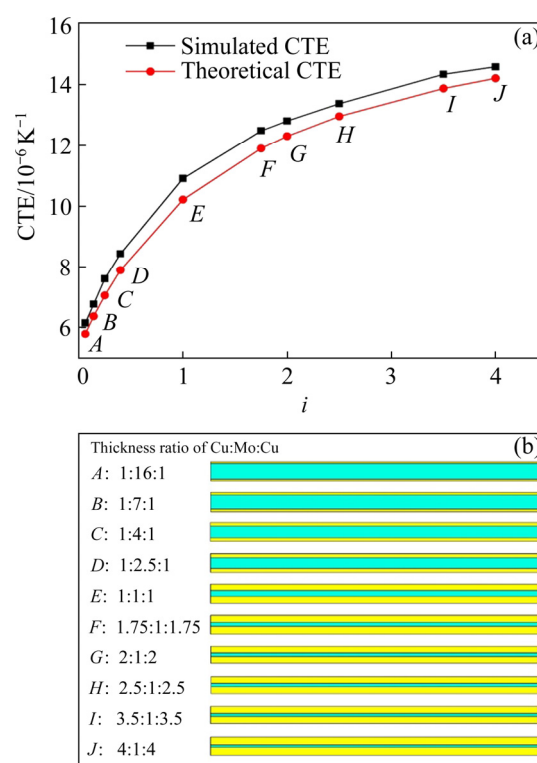 (a)
16
14
12
10
8
6
CTE/10⁻⁶ K⁻¹
Simulated CTE
Theoretical CTE
A
B
C
D
E
F
G
H
I
J
0 1 2 3 4
i
(b)
Thickness ratio of Cu:Mo:Cu
A: 1:16:1
B: 1:7:1
C: 1:4:1
D: 1:2.5:1
E: 1:1:1
F: 1.75:1:1.75
G: 2:1:2
H: 2.5:1:2.5
I: 3.5:1:3.5
J: 4:1:4